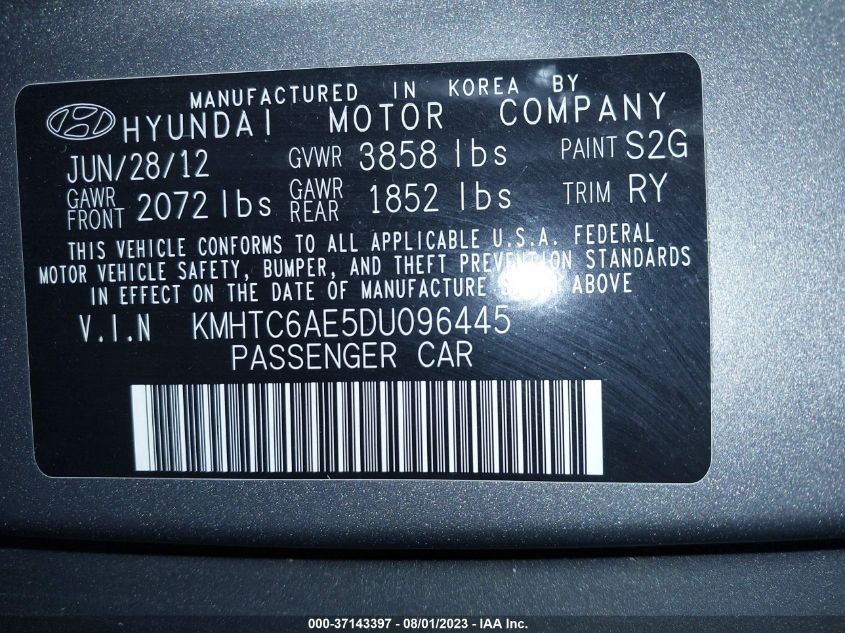 MANUFACTURED IN KOREA BY
HYUNDAI MOTOR COMPANY
JUN/28/12 GVWR 3858 lbs PAINT S2G
GAWR FRONT 2072 lbs GAWR REAR 1852 lbs TRIM RY
THIS VEHICLE CONFORMS TO ALL APPLICABLE U.S.A. FEDERAL
MOTOR VEHICLE SAFETY, BUMPER, AND THEFT PREVENTION STANDARDS
IN EFFECT ON THE DATE OF MANUFACTURE SHOWN ABOVE
V.I.N KMHTC6AE5DU096445
PASSENGER CAR
000-37143397 - 08/01/2023 - IAA Inc.